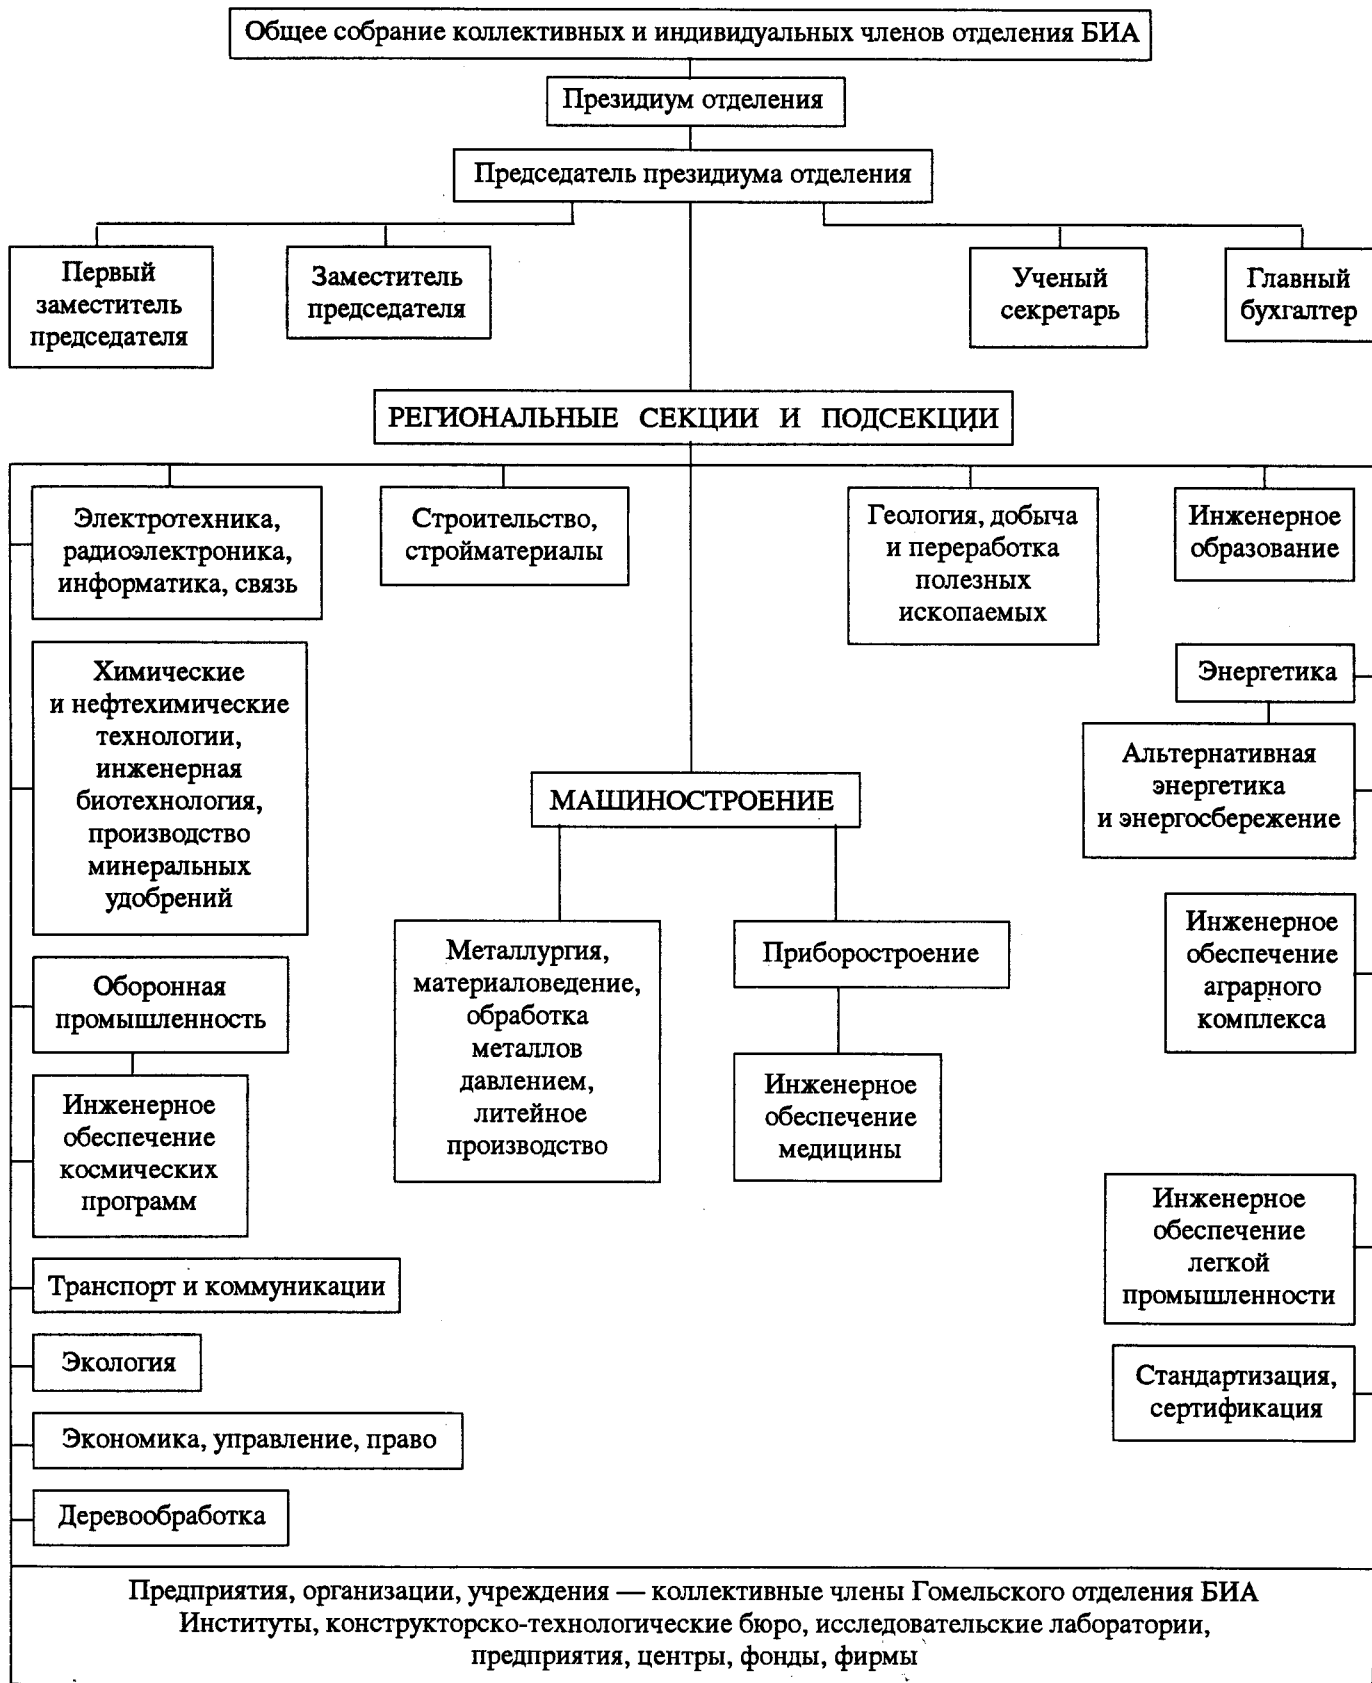 Общее собрание коллективных и индивидуальных членов отделения БИА
Президиум отделения
Председатель президиума отделения
Первый
заместитель
председателя
Заместитель
председателя
Ученый
секретарь
Главный
бухгалтер
РЕГИОНАЛЬНЫЕ СЕКЦИИ И ПОДСЕКЦИИ
Электротехника,
радиоэлектроника,
информатика, связь
Строительство,
стройматериалы
Геология, добыча
и переработка
полезных
ископаемых
Инженерное
образование
Химические
и нефтехимические
технологии,
инженерная
биотехнология,
производство
минеральных
удобрений
Энергетика
Альтернативная
энергетика
и энергосбережение
МАШИНОСТРОЕНИЕ
Металлургия,
материаловедение,
обработка
металлов
давлением,
литейное
производство
Приборостроение
Инженерное
обеспечение
медицины
Инженерное
обеспечение
аграрного
комплекса
Оборонная
промышленность
Инженерное
обеспечение
космических
программ
Инженерное
обеспечение
легкой
промышленности
Транспорт и коммуникации
Экология
Стандартизация,
сертификация
Экономика, управление, право
Деревообработка
Предприятия, организации, учреждения — коллективные члены Гомельского отделения БИА
Институты, конструкторско-технологические бюро, исследовательские лаборатории,
предприятия, центры, фонды, фирмы